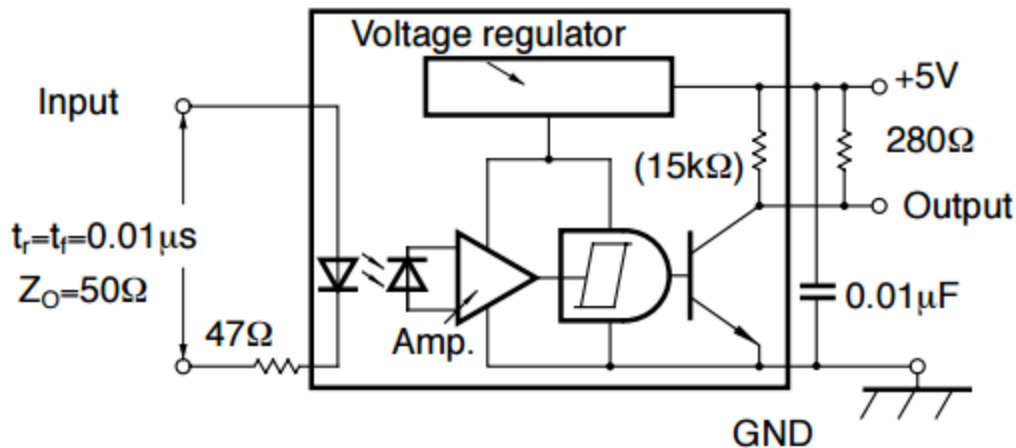 Voltage regulator
Input
+5V
(15kΩ)
280Ω
Output
tr=tf=0.01μs
ZO=50Ω
47Ω
Amp.
0.01μF
GND